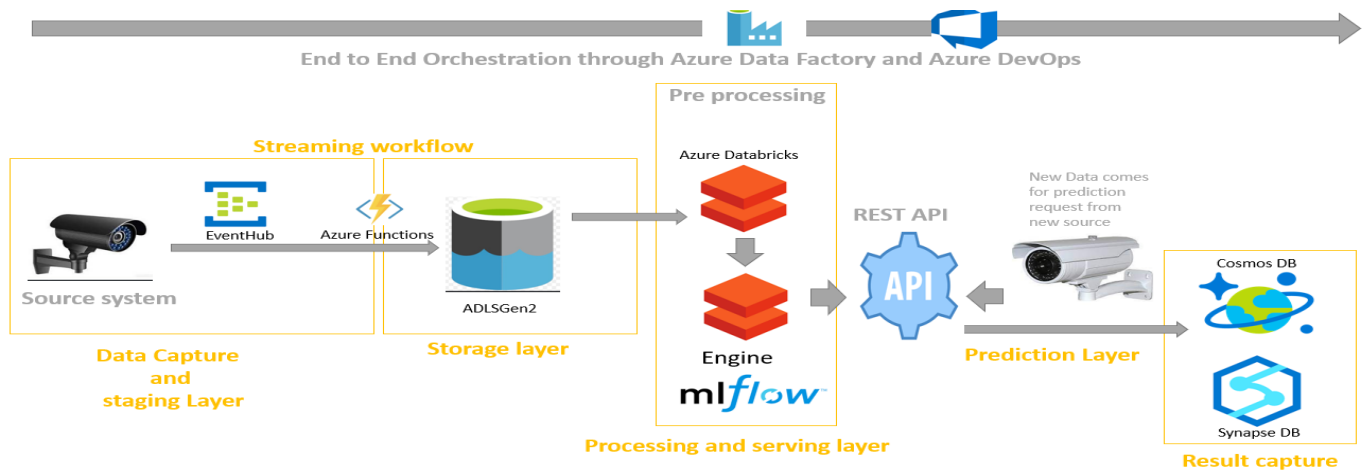 End to End Orchestration through Azure Data Factory and Azure DevOps
Pre processing
Streaming workflow
Azure Databricks
New Data comes
for prediction
request from
new source
REST API
EventHub
Azure Functions
Cosmos DB
API
Source system
ADLSGen2
Data Capture
and
staging Layer
Storage layer
Engine
mlflow™
Prediction Layer
Synapse DB
Processing and serving layer
Result capture